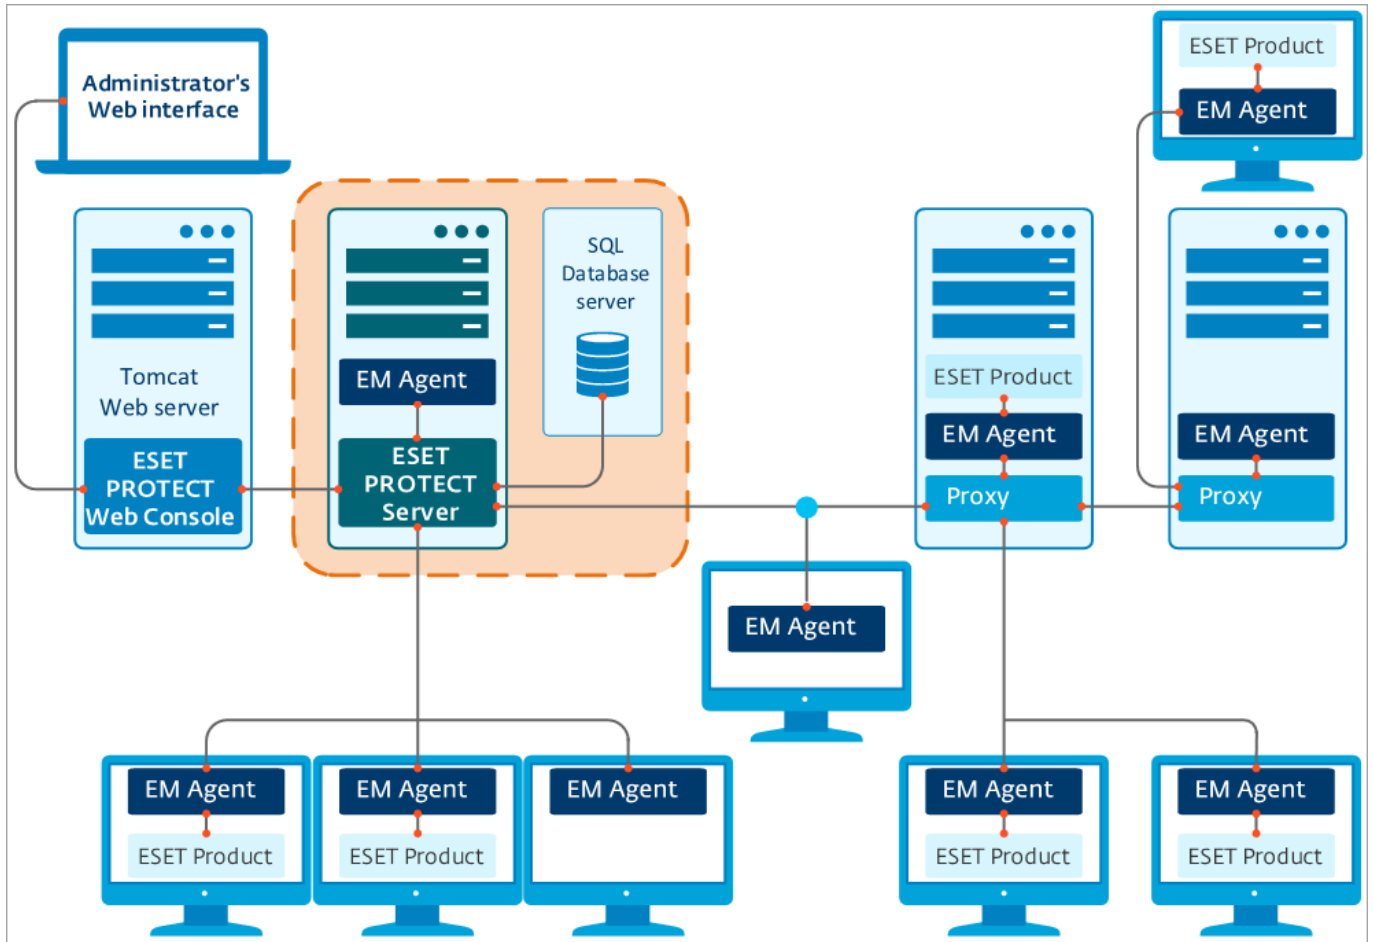 Administrator's
Web interface
ESET Product
EM Agent
Tomcat
Web server
ESET
PROTECT
Web Console
EM Agent
ESET
PROTECT
Server
SQL
Database
server
ESET Product
EM Agent
Proxy
EM Agent
Proxy
EM Agent
EM Agent
ESET Product
EM Agent
ESET Product
EM Agent
EM Agent
ESET Product
EM Agent
ESET Product